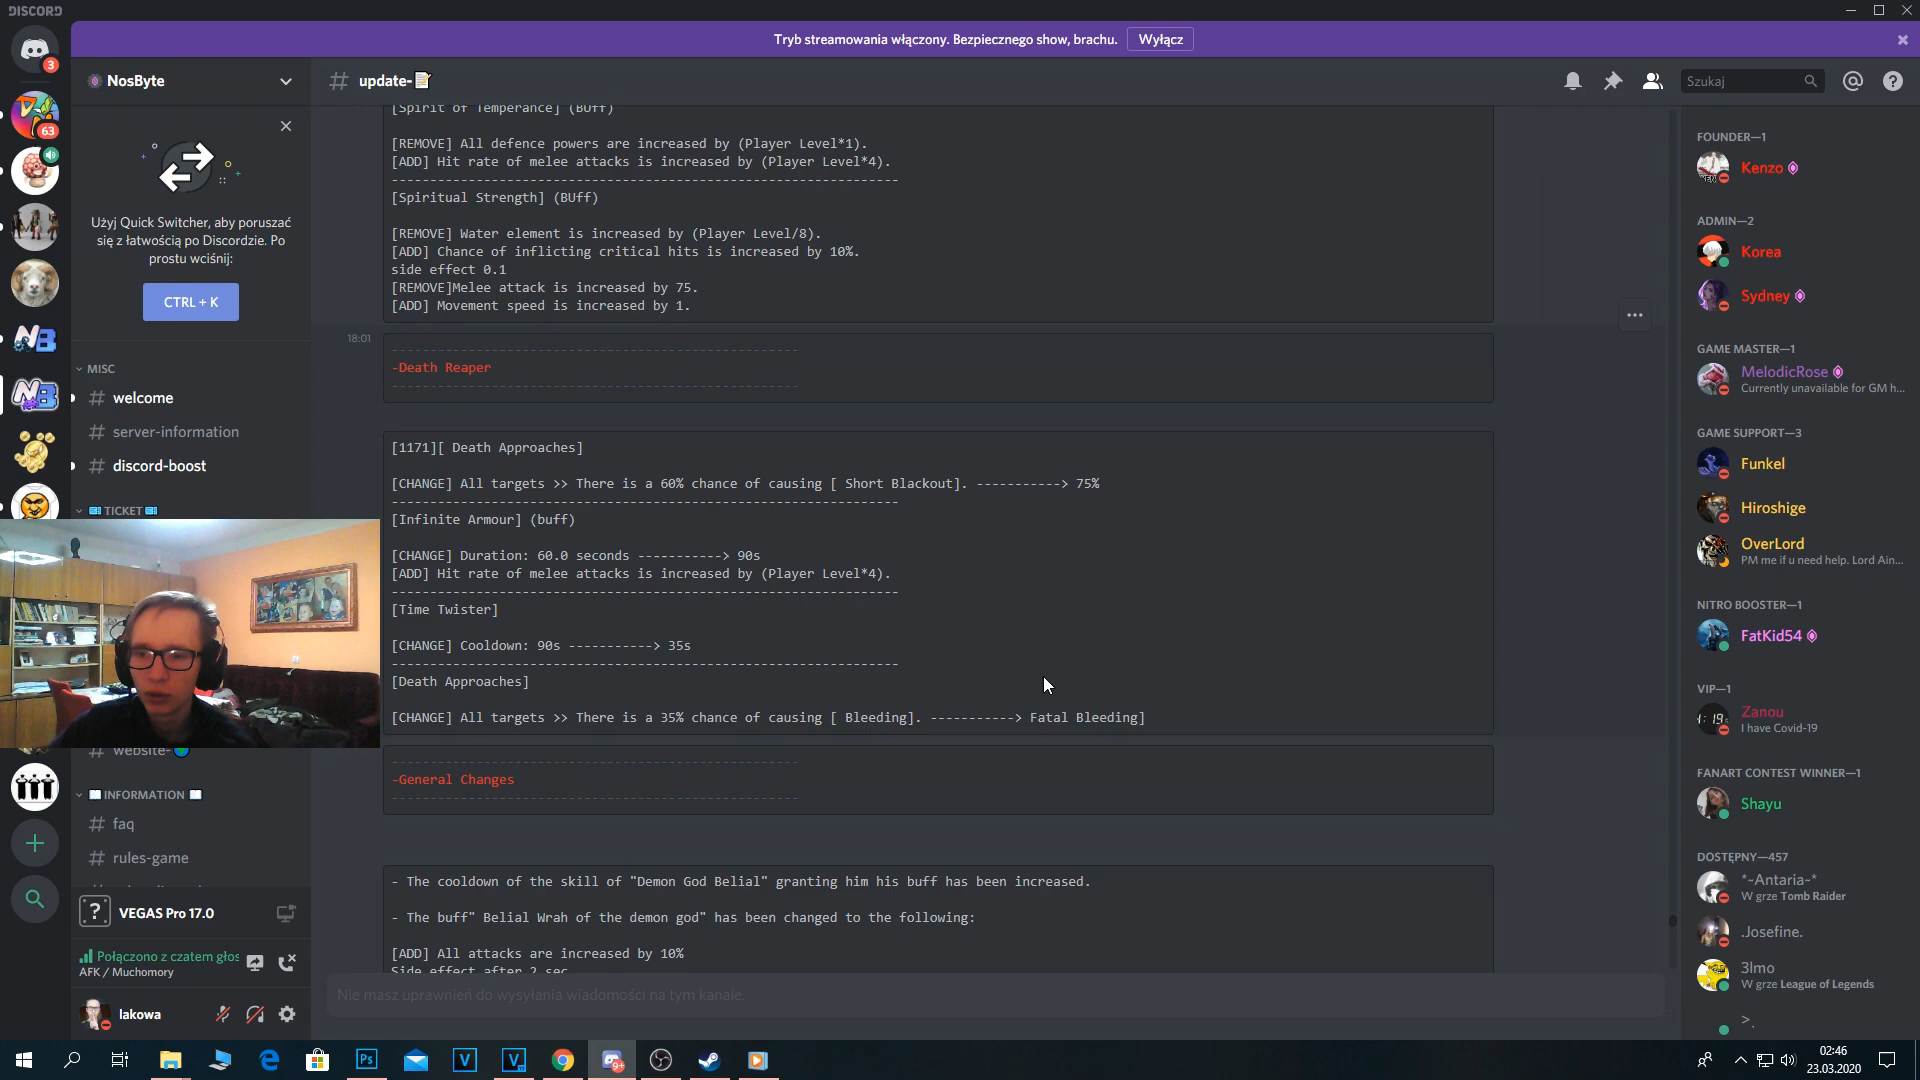 DISCORD
Tryb streamowania włączony. Bezpiecznego show, brachu.
Wyłącz
3
63
NosByte
update-
Szukaj
Użyj Quick Switcher, aby poruszać
się z łatwością po Discordzie. Po
prostu wciśnij:
CTRL + K
MISC
welcome
server-information
discord-boost
TICKET
website-
INFORMATION
faq
rules-game
VEGAS Pro 17.0
Połączono z czatem głos
AFK / Muchomory
lakowa
[Spirit of Temperance] (BUff)
[REMOVE] All defence powers are increased by (Player Level*1).
[ADD] Hit rate of melee attacks is increased by (Player Level*4).
------------------------------------------------------------------
[Spiritual Strength] (BUff)
[REMOVE] Water element is increased by (Player Level/8).
[ADD] Chance of inflicting critical hits is increased by 10%.
side effect 0.1
[REMOVE]Melee attack is increased by 75.
[ADD] Movement speed is increased by 1.
18:01
-----------------------------------------------------
-Death Reaper
-----------------------------------------------------
[1171][ Death Approaches]
[CHANGE] All targets >> There is a 60% chance of causing [ Short Blackout]. -----------> 75%
------------------------------------------------------------------
[Infinite Armour] (buff)
[CHANGE] Duration: 60.0 seconds -----------> 90s
[ADD] Hit rate of melee attacks is increased by (Player Level*4).
------------------------------------------------------------------
[Time Twister]
[CHANGE] Cooldown: 90s -----------> 35s
------------------------------------------------------------------
[Death Approaches]
[CHANGE] All targets >> There is a 35% chance of causing [ Bleeding]. -----------> Fatal Bleeding]
-----------------------------------------------------
-General Changes
-----------------------------------------------------
- The cooldown of the skill of "Demon God Belial" granting him his buff has been increased.
- The buff" Belial Wrah of the demon god" has been changed to the following:
[ADD] All attacks are increased by 10%
Side effect after 2 sec
Nie masz uprawnień do wysyłania wiadomości na tym kanale.
FOUNDER—1
Kenzo
ADMIN—2
Korea
Sydney
GAME MASTER—1
MelodicRose
Currently unavailable for GM h...
GAME SUPPORT—3
Funkel
Hiroshige
OverLord
PM me if u need help. Lord Ain...
NITRO BOOSTER—1
FatKid54
VIP—1
Zanou
I have Covid-19
FANART CONTEST WINNER—1
Shayu
DOSTĘPNY—457
*~Antaria~*
W grze Tomb Raider
.Josefine.
3lmo
W grze League of Legends
>.
Ps
V
V
9+
02:46
23.03.2020